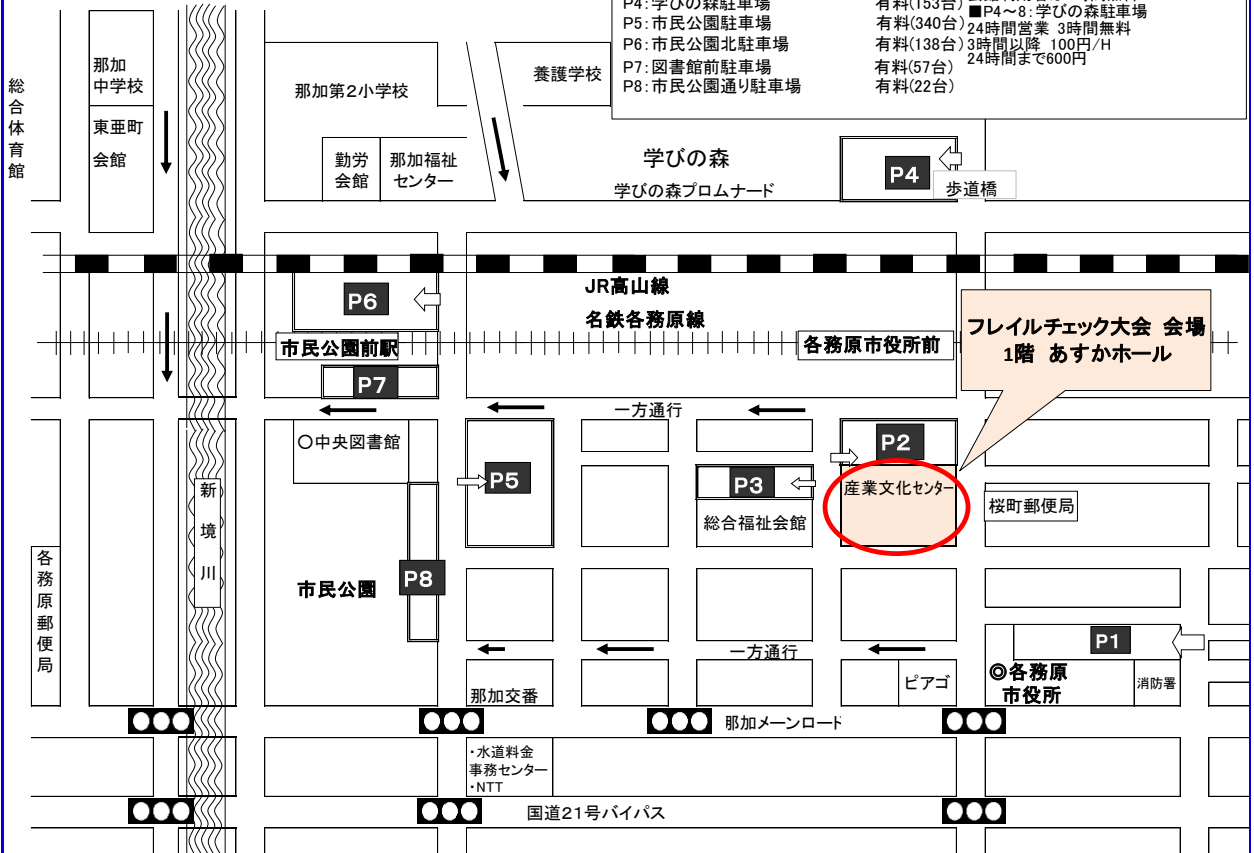 P4:学びの森駐車場 有料(153台)
■P4～8:学びの森駐車場
P5:市民公園駐車場 有料(340台)
24時間営業 3時間無料
P6:市民公園北駐車場 有料(138台)
3時間以降 100円/H
P7:図書館前駐車場 有料(57台)
24時間まで600円
P8:市民公園通り駐車場 有料(22台)
総合体育館
那加
中学校
東亜町
会館
那加第2小学校
養護学校
勤労
会館
那加福祉
センター
学びの森
学びの森プロムナード
P4
歩道橋
P6
JR高山線
名鉄各務原線
市民公園前駅
各務原市役所前
フレイルチェック大会 会場
1階 あすかホール
P7
一方通行
○中央図書館
P5
P3
P2
産業文化センター
総合福祉会館
桜町郵便局
新境川
各務原郵便局
市民公園
P8
一方通行
P1
ピアゴ
◎各務原
市役所
消防署
那加交番
那加メーンロード
・水道料金
事務センター
・NTT
国道21号バイパス